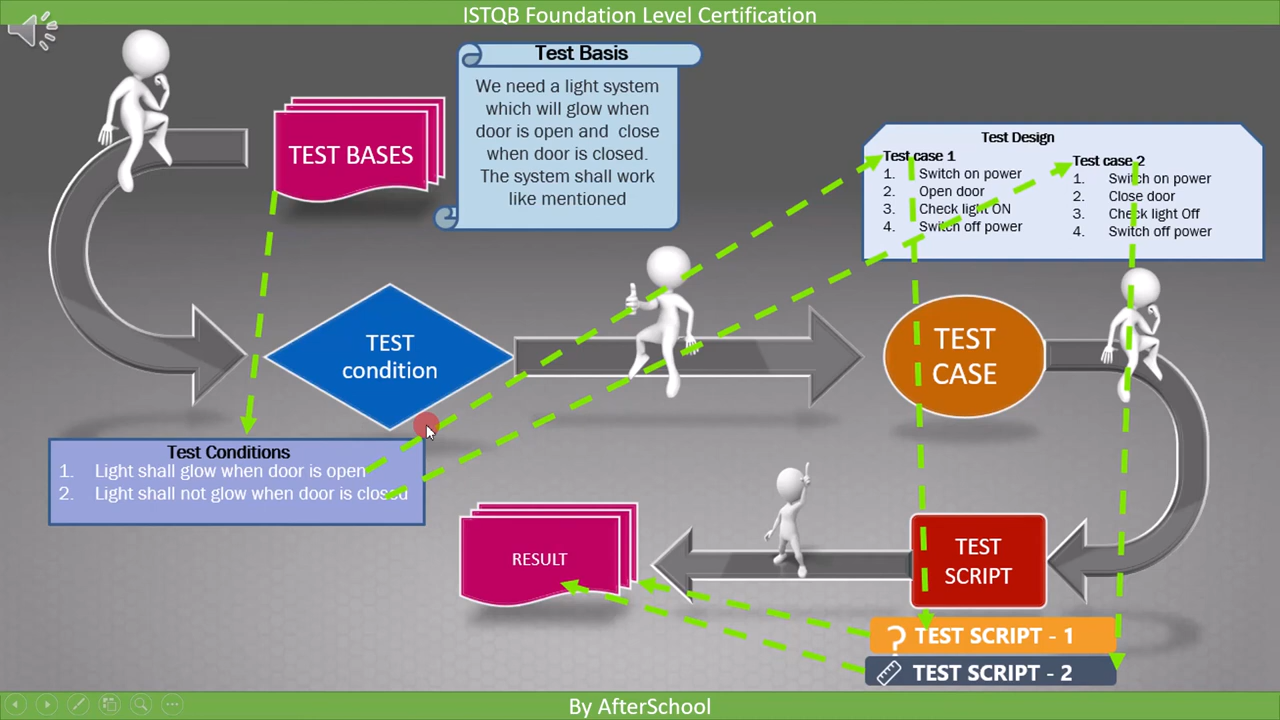 ISTQB Foundation Level Certification
Test Basis
We need a light system
which will glow when
door is open and close
when door is closed.
The system shall work
like mentioned
TEST BASES
Test Design
Test case 1
1. Switch on power
2. Open door
3. Check light ON
4. Switch off power
Test case 2
1. Switch on power
2. Close door
3. Check light Off
4. Switch off power
TEST
condition
TEST
CASE
Test Conditions
1. Light shall glow when door is open
2. Light shall not glow when door is closed
RESULT
TEST
SCRIPT
? TEST SCRIPT - 1
TEST SCRIPT - 2
By AfterSchool